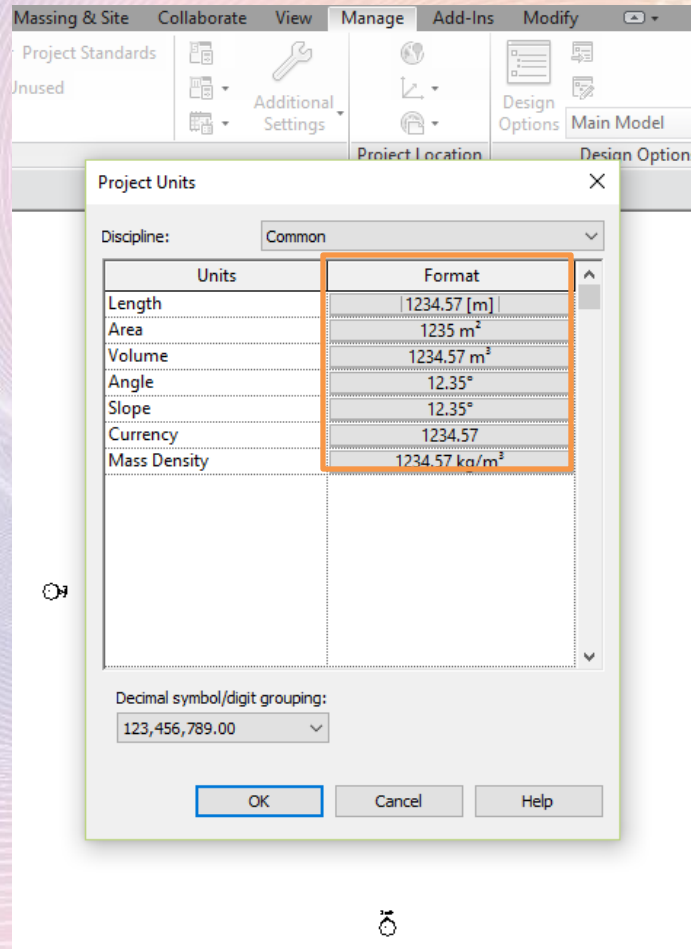 Massing & Site Collaborate View Manage Add-Ins Modify
Project Standards
Unused
Additional Settings
Design Options
Main Model
Project Location
Design Option
Project Units
Discipline: Common
Units Format
Length 1234.57 [m]
Area 1235 m²
Volume 1234.57 m³
Angle 12.35°
Slope 12.35°
Currency 1234.57
Mass Density 1234.57 kg/m³
Decimal symbol/digit grouping:
123,456,789.00
OK Cancel Help